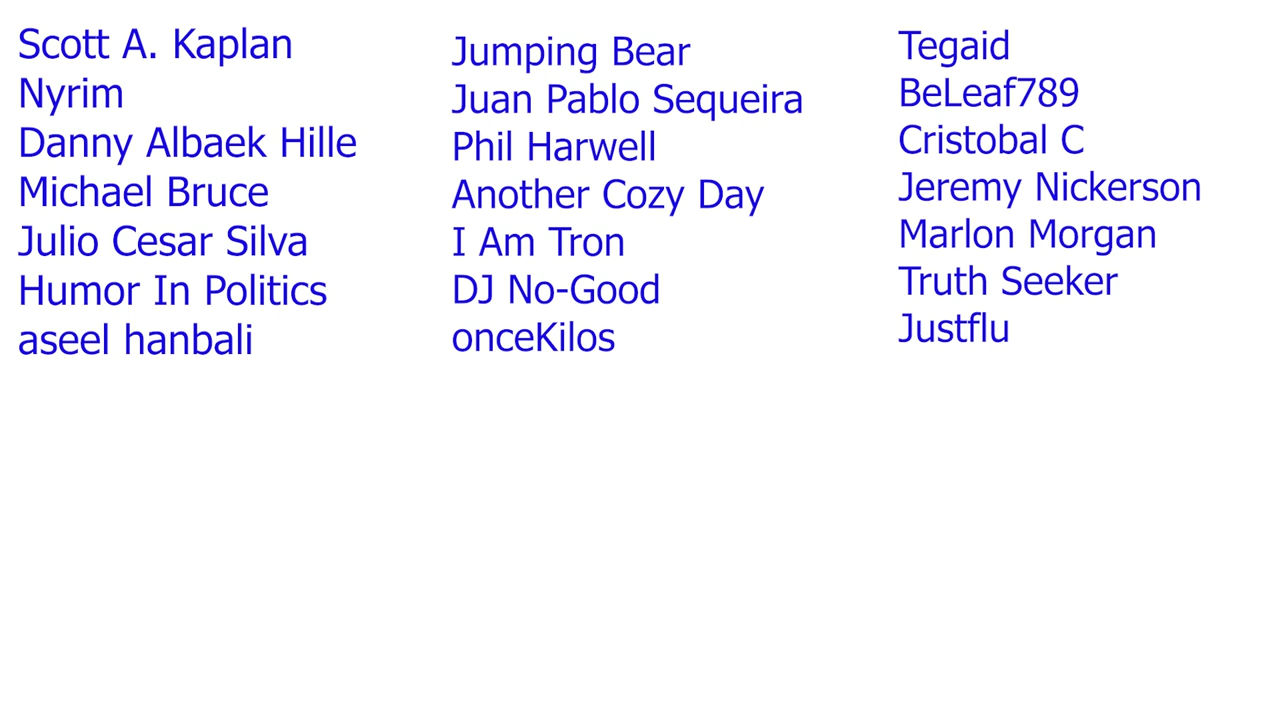 Scott A. Kaplan
Nyrim
Danny Albaek Hille
Michael Bruce
Julio Cesar Silva
Humor In Politics
aseel hanbali
Jumping Bear
Juan Pablo Sequeira
Phil Harwell
Another Cozy Day
I Am Tron
DJ No-Good
onceKilos
Tegaid
BeLeaf789
Cristobal C
Jeremy Nickerson
Marlon Morgan
Truth Seeker
Justflu